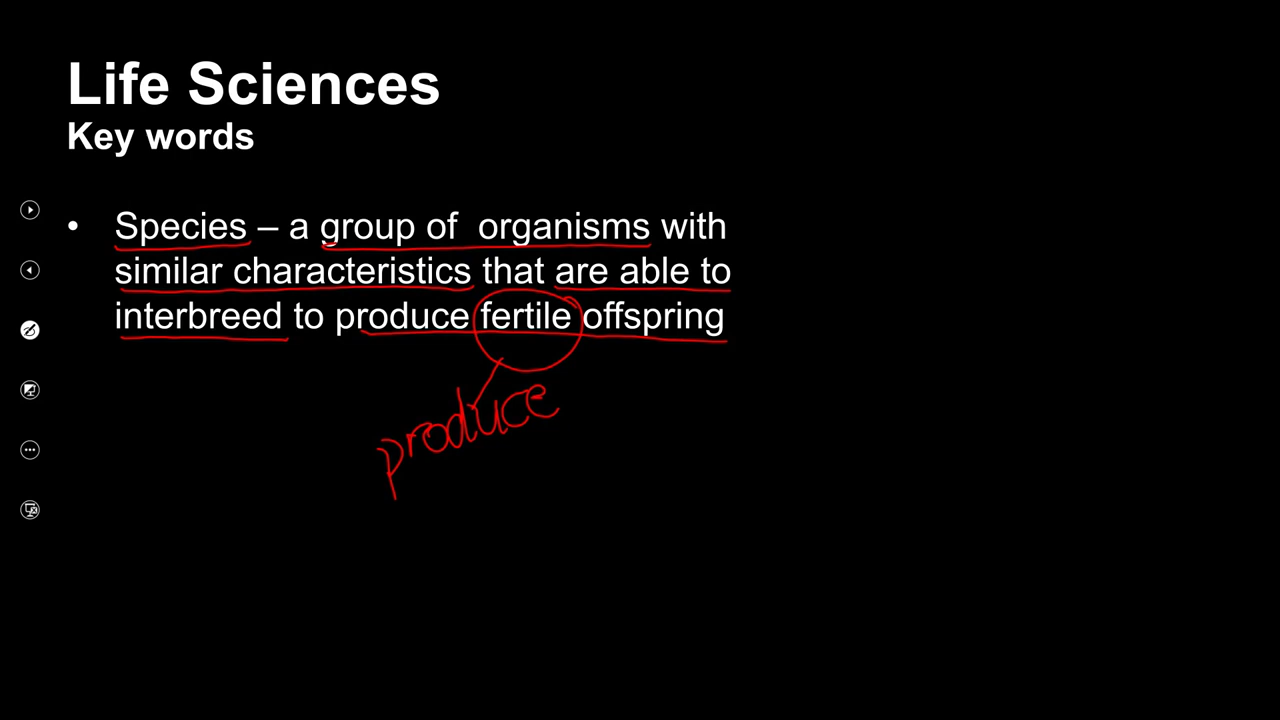 Life Sciences
Key words
• Species – a group of organisms with
similar characteristics that are able to
interbreed to produce fertile offspring
produce